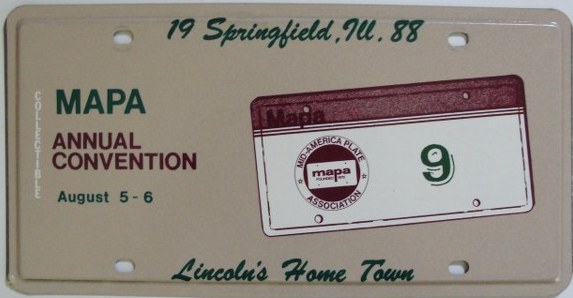 19 Springfield, Ill. 88
COLLECTIBLE
MAPA
ANNUAL
CONVENTION
August 5-6
Mapa
MID-AMERICA PLATE
mapa
ASSOCIATION
9
Lincoln's Home Town